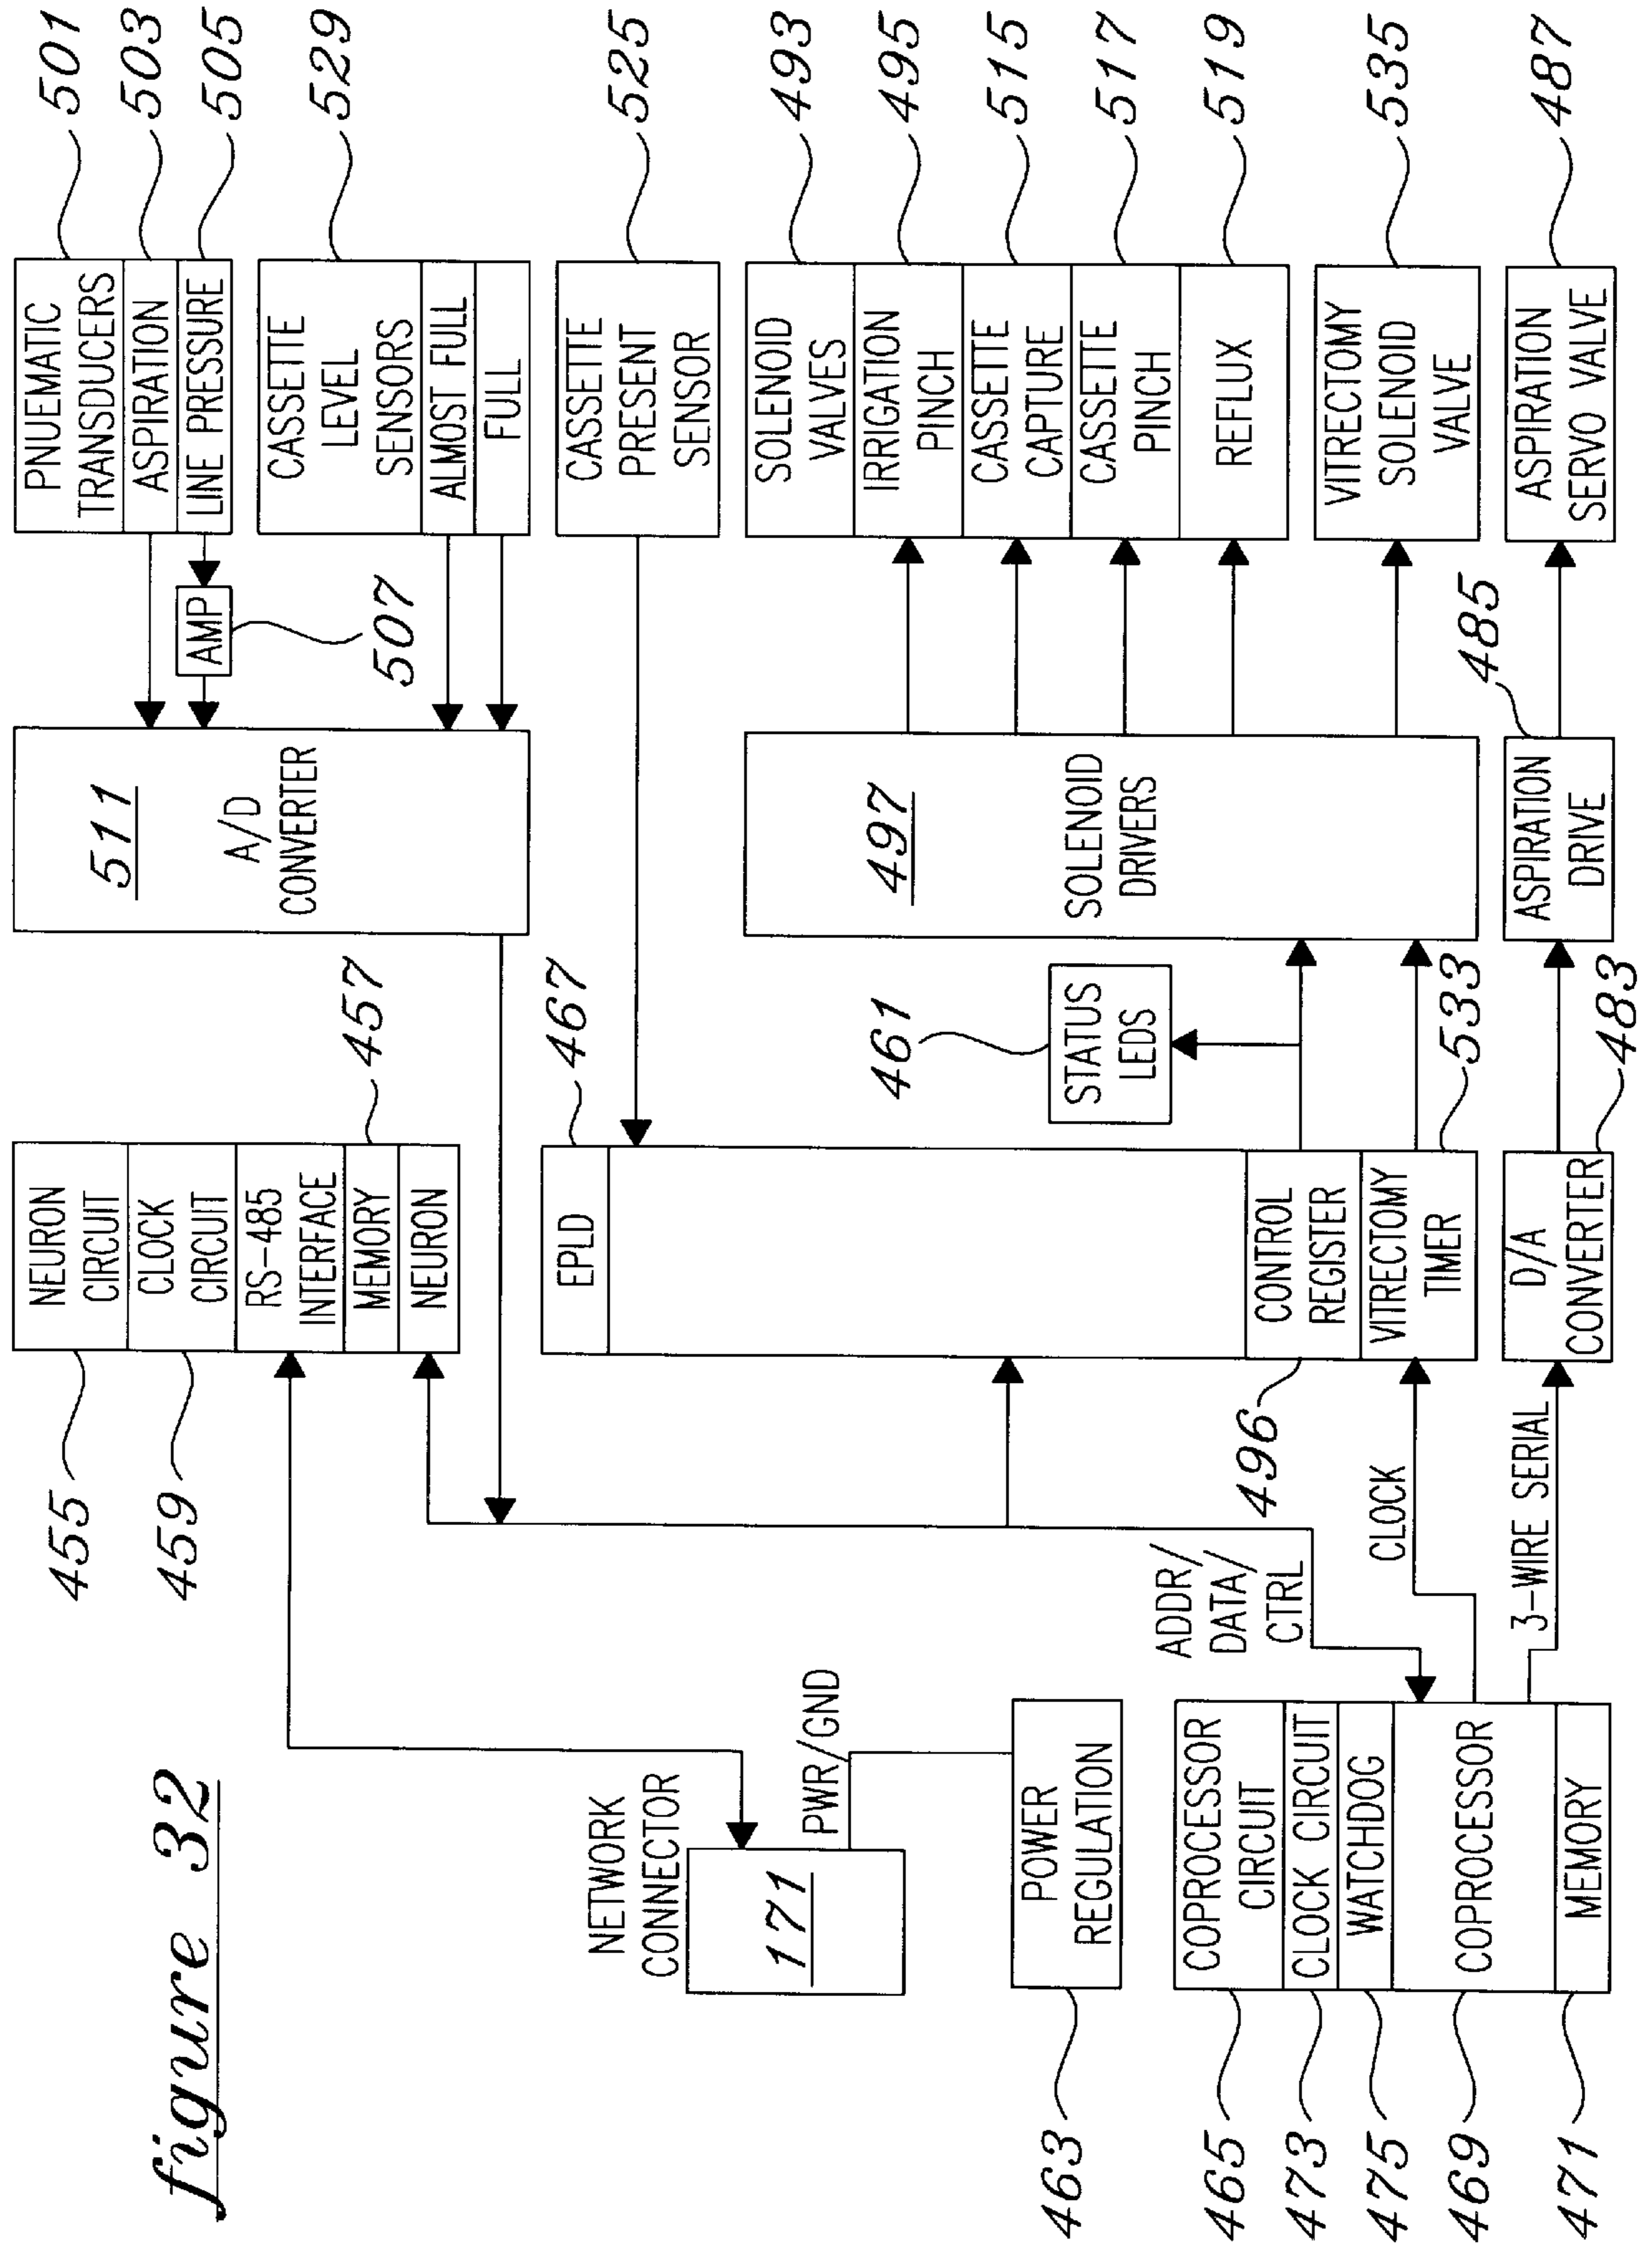 figure 32
NETWORK
CONNECTOR
171
PWR/GND
POWER
REGULATION
463
COPROCESSOR
CIRCUIT
CLOCK CIRCUIT
WATCHDOG
COPROCESSOR
MEMORY
465
473
475
469
471
ADDR/
DATA/
CTRL
CLOCK
3-WIRE SERIAL
455
459
NEURON
CIRCUIT
CLOCK
CIRCUIT
RS-485
INTERFACE
MEMORY
NEURON
457
EPLD
467
CONTROL
REGISTER
496
VITRECTOMY
TIMER
533
D/A
CONVERTER
483
461
STATUS
LEDS
511
A/D
CONVERTER
AMP
507
497
SOLENOID
DRIVERS
ASPIRATION
DRIVE
485
PNUEMATIC
TRANSDUCERS
ASPIRATION
LINE PRESSURE
501
503
505
CASSETTE
LEVEL
SENSORS
ALMOST FULL
FULL
529
CASSETTE
PRESENT
SENSOR
525
SOLENOID
VALVES
493
IRRIGATION
PINCH
495
CASSETTE
CAPTURE
515
CASSETTE
PINCH
517
REFLUX
519
VITRECTOMY
SOLENOID
VALVE
535
ASPIRATION
SERVO VALVE
487